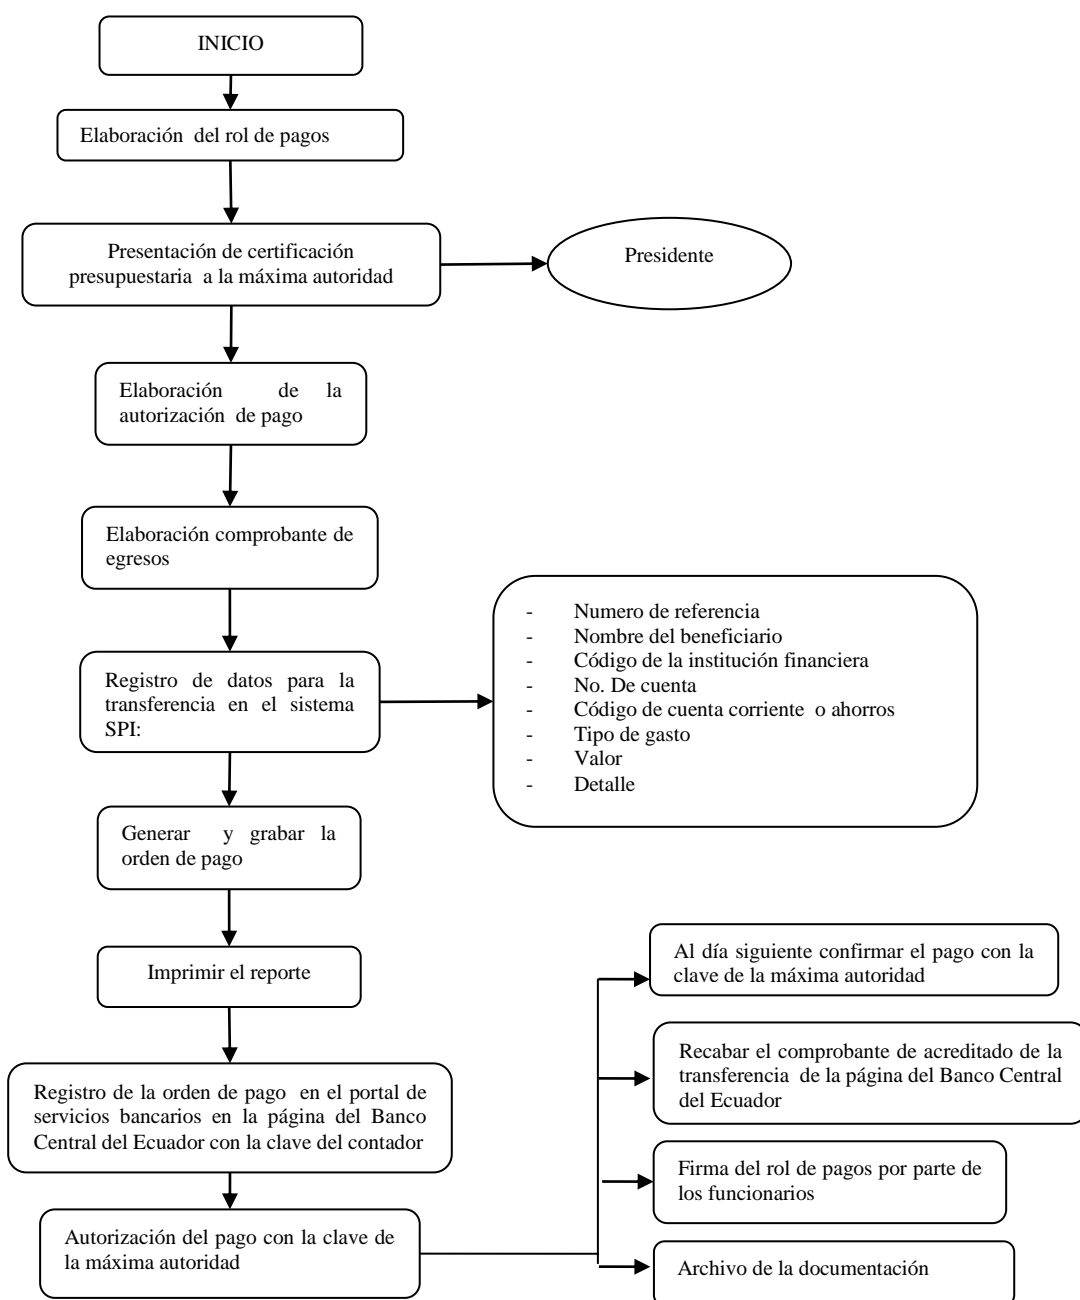 INICIO
Elaboración del rol de pagos
Presentación de certificación
presupuestaria a la máxima autoridad
Presidente
Elaboración de la
autorización de pago
Elaboración comprobante de
egresos
Registro de datos para la
transferencia en el sistema
SPI:
- Numero de referencia
- Nombre del beneficiario
- Código de la institución financiera
- No. De cuenta
- Código de cuenta corriente o ahorros
- Tipo de gasto
- Valor
- Detalle
Generar y grabar la
orden de pago
Imprimir el reporte
Registro de la orden de pago en el portal de
servicios bancarios en la página del Banco
Central del Ecuador con la clave del contador
Autorización del pago con la clave de
la máxima autoridad
Al día siguiente confirmar el pago con la
clave de la máxima autoridad
Recabar el comprobante de acreditado de la
transferencia de la página del Banco Central
del Ecuador
Firma del rol de pagos por parte de
los funcionarios
Archivo de la documentación